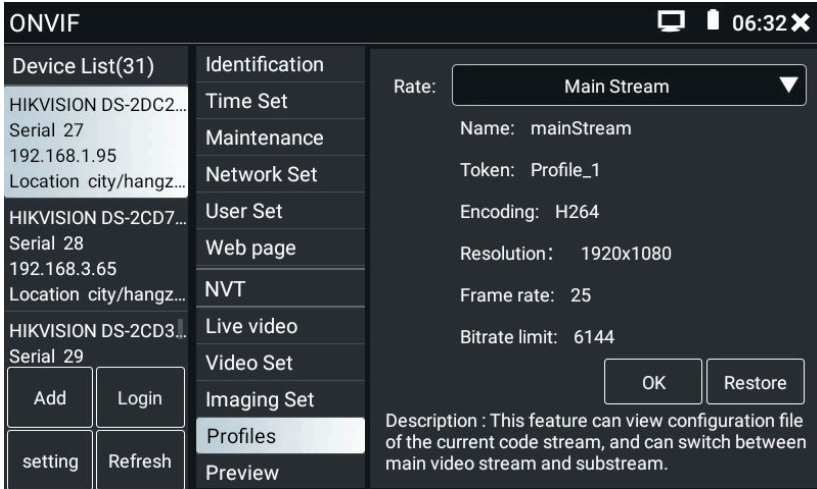 ONVIF
06:32
Device List(31)
HIKVISION DS-2DC2...
Serial 27
192.168.1.95
Location city/hangz...
HIKVISION DS-2CD7...
Serial 28
192.168.3.65
Location city/hangz...
HIKVISION DS-2CD3...
Serial 29
Add
Login
setting
Refresh
Identification
Time Set
Maintenance
Network Set
User Set
Web page
NVT
Live video
Video Set
Imaging Set
Profiles
Preview
Rate: Main Stream
Name: mainStream
Token: Profile_1
Encoding: H264
Resolution: 1920x1080
Frame rate: 25
Bitrate limit: 6144
OK
Restore
Description : This feature can view configuration file
of the current code stream, and can switch between
main video stream and substream.